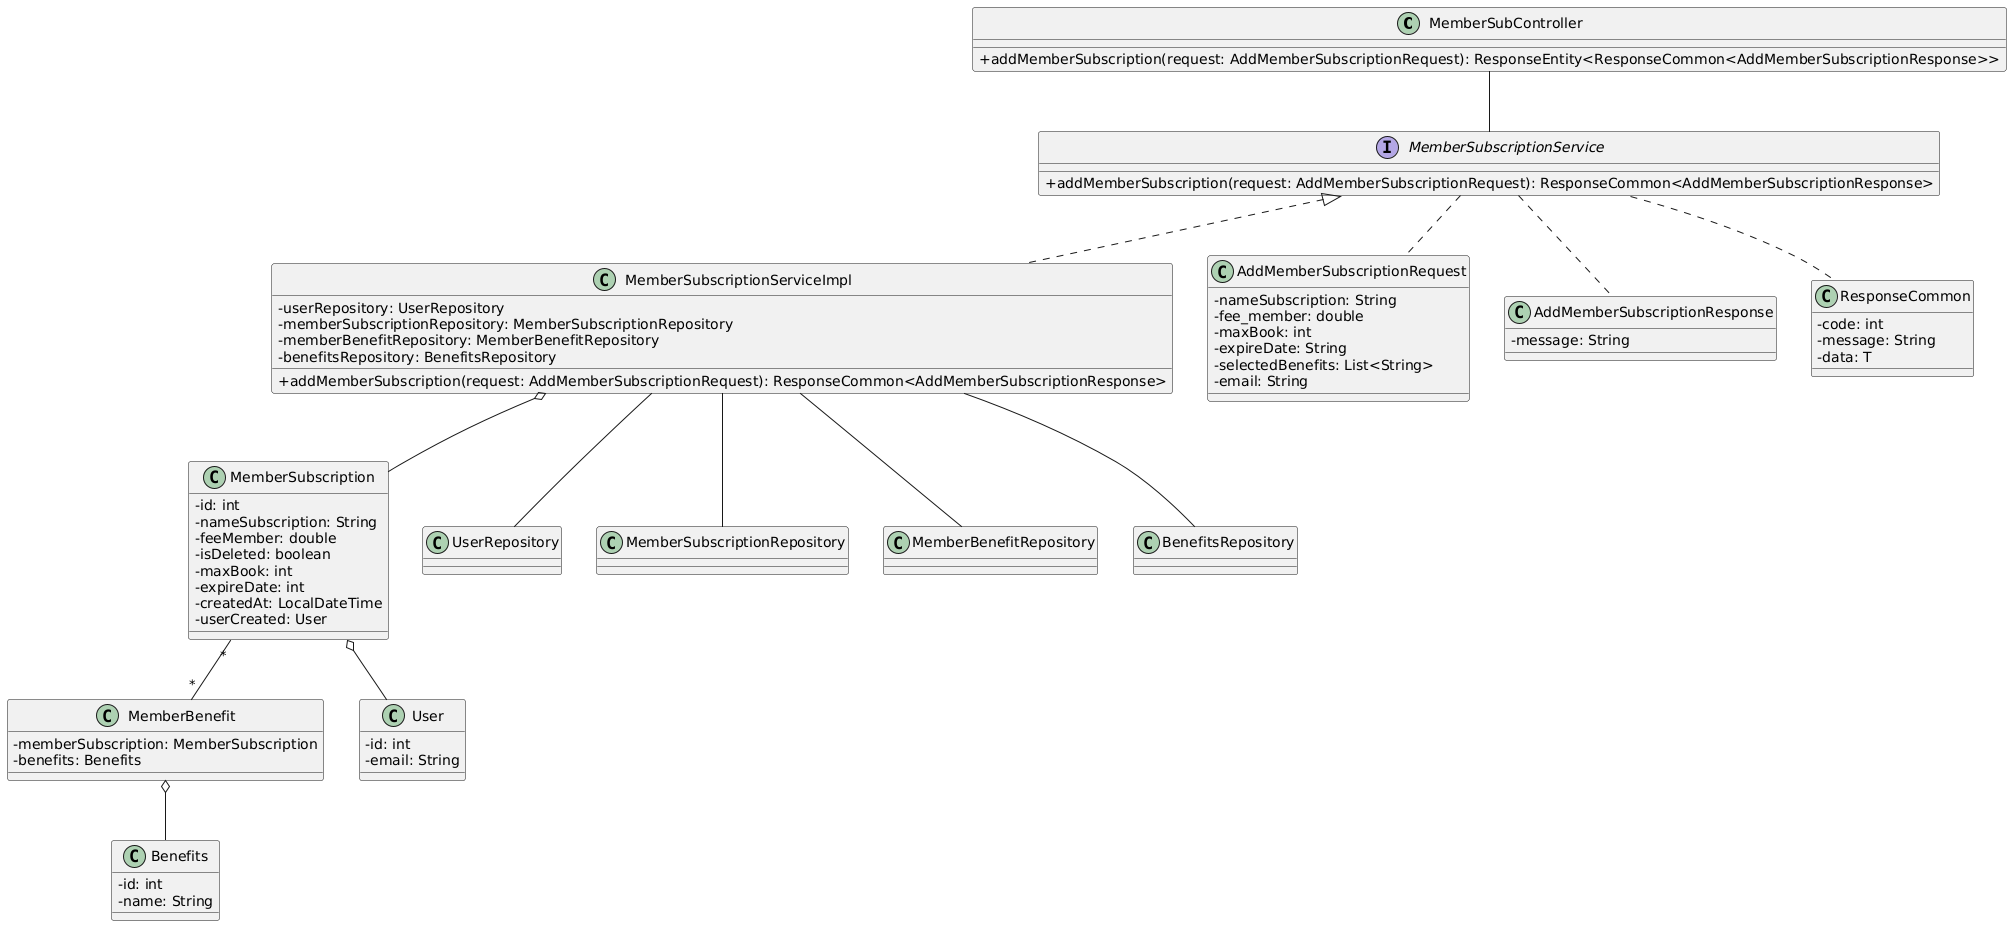 C MemberSubController
+addMemberSubscription(request: AddMemberSubscriptionRequest): ResponseEntity<ResponseCommon<AddMemberSubscriptionResponse>>
I MemberSubscriptionService
+addMemberSubscription(request: AddMemberSubscriptionRequest): ResponseCommon<AddMemberSubscriptionResponse>
C MemberSubscriptionServiceImpl
-userRepository: UserRepository
-memberSubscriptionRepository: MemberSubscriptionRepository
-memberBenefitRepository: MemberBenefitRepository
-benefitsRepository: BenefitsRepository
+addMemberSubscription(request: AddMemberSubscriptionRequest): ResponseCommon<AddMemberSubscriptionResponse>
C AddMemberSubscriptionRequest
-nameSubscription: String
-fee_member: double
-maxBook: int
-expireDate: String
-selectedBenefits: List<String>
-email: String
C AddMemberSubscriptionResponse
-message: String
C ResponseCommon
-code: int
-message: String
-data: T
C MemberSubscription
-id: int
-nameSubscription: String
-feeMember: double
-isDeleted: boolean
-maxBook: int
-expireDate: int
-createdAt: LocalDateTime
-userCreated: User
C UserRepository
C MemberSubscriptionRepository
C MemberBenefitRepository
C BenefitsRepository
*
*
C MemberBenefit
-memberSubscription: MemberSubscription
-benefits: Benefits
C User
-id: int
-email: String
C Benefits
-id: int
-name: String